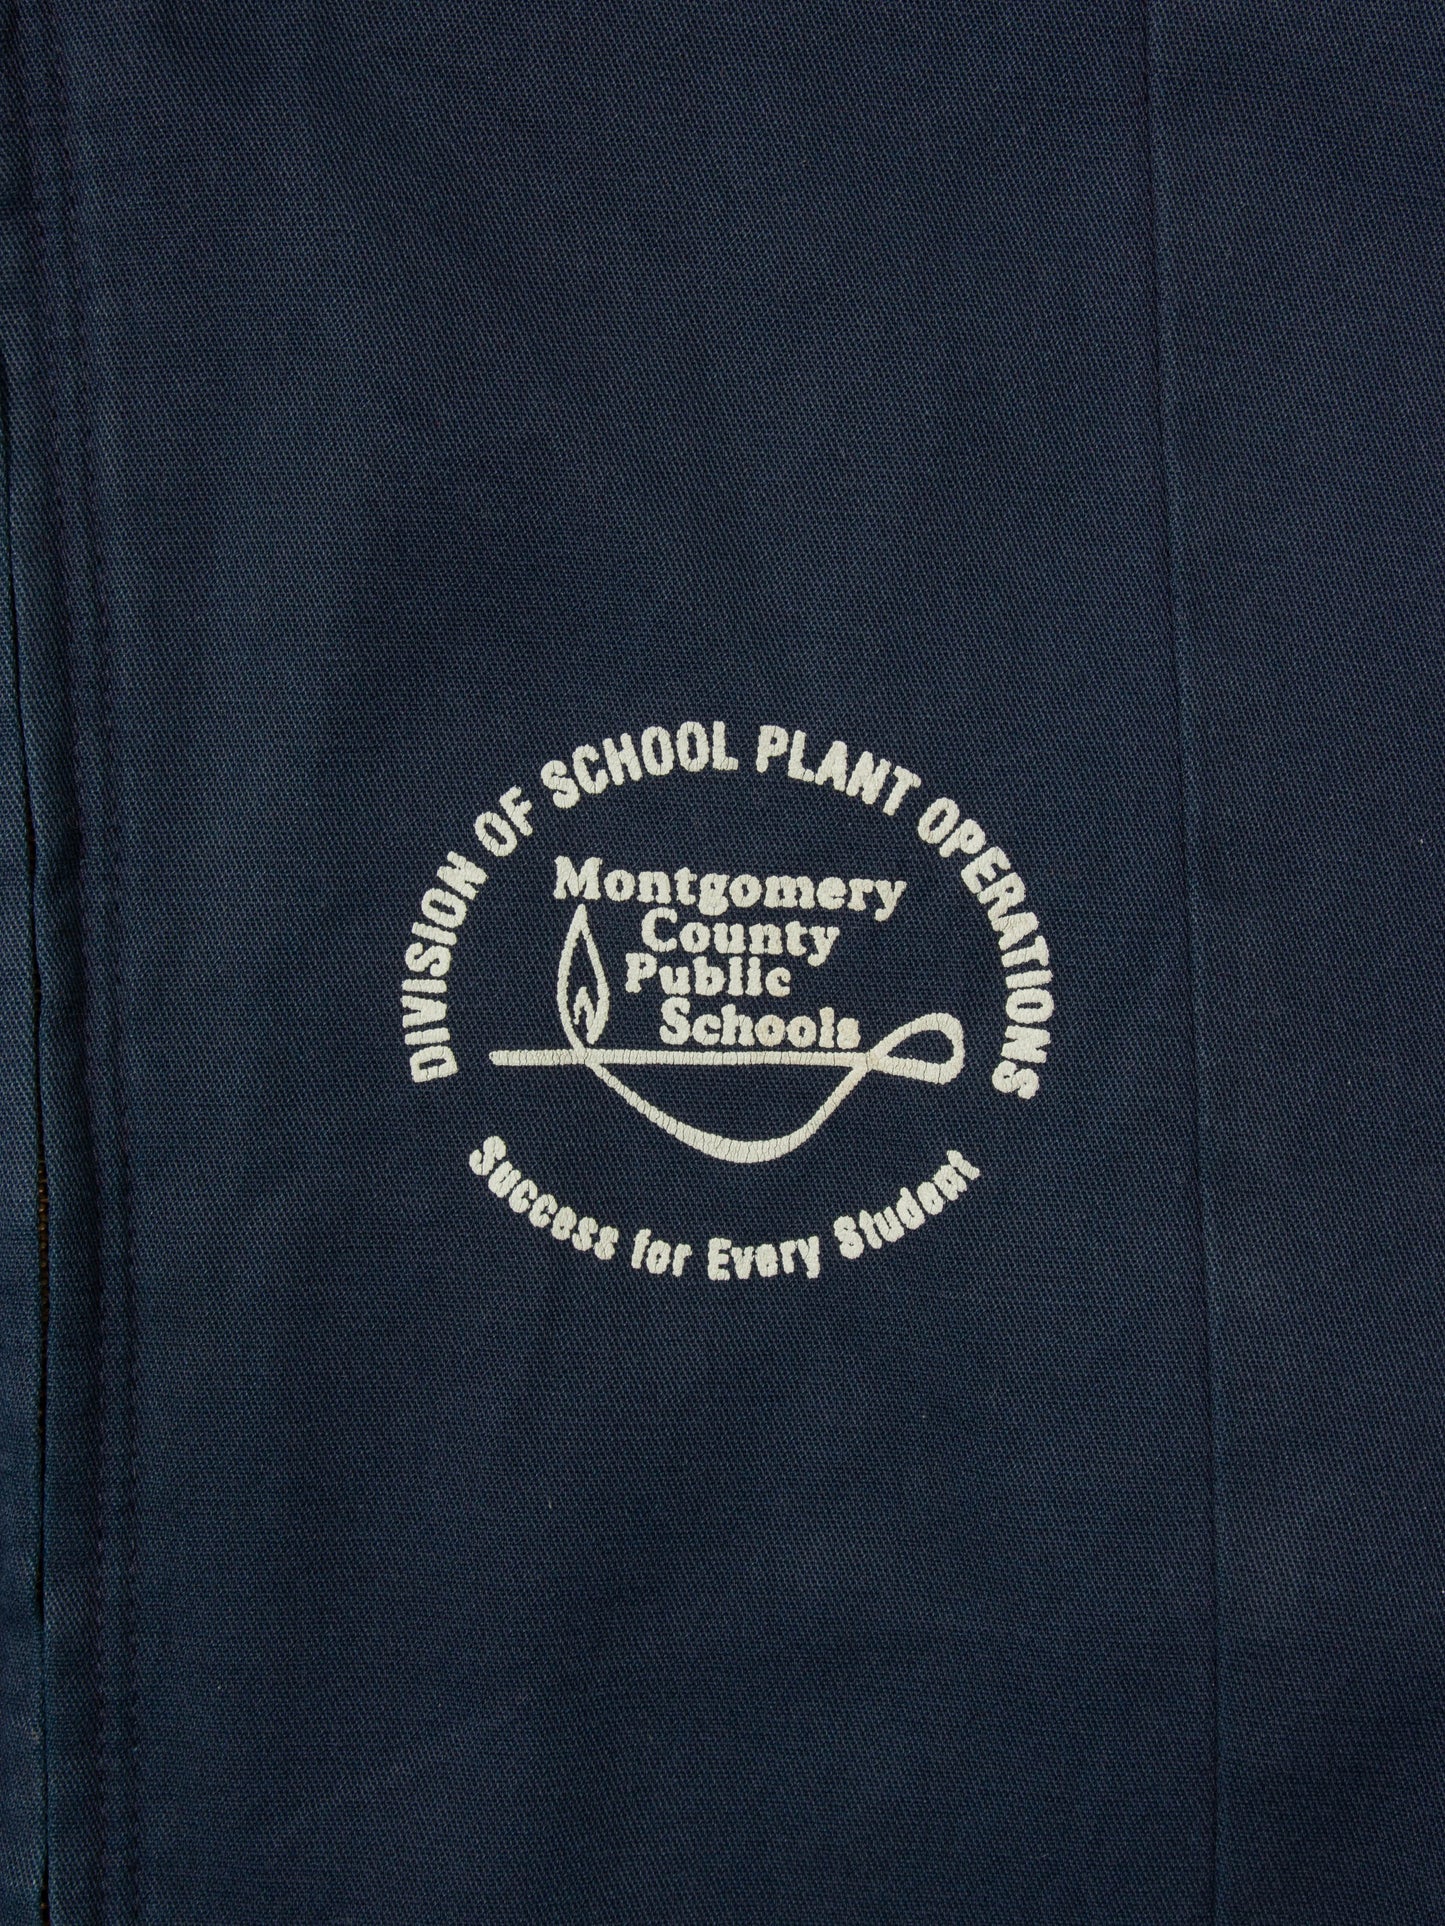 DIVISION OF SCHOOL PLANT OPERATIONS
Montgomery
County
Public
Schools
Success for Every Student